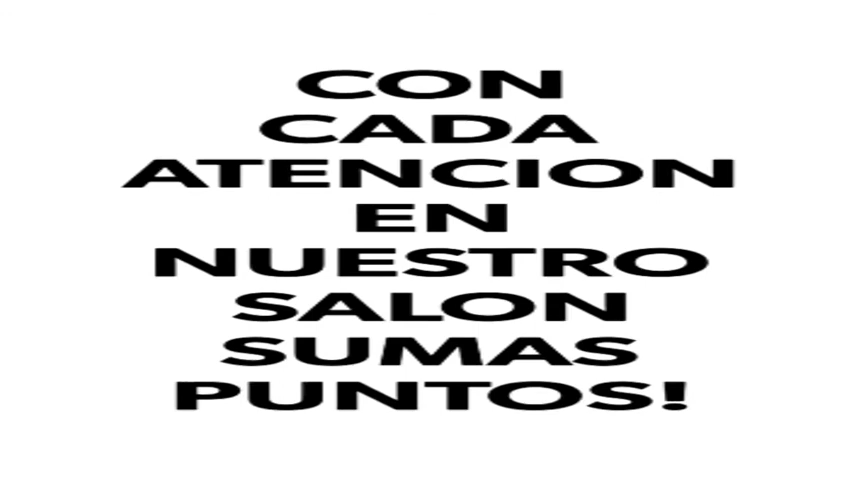 CON
CADA
ATENCION
EN
NUESTRO
SALON
SUMAS
PUNTOS!